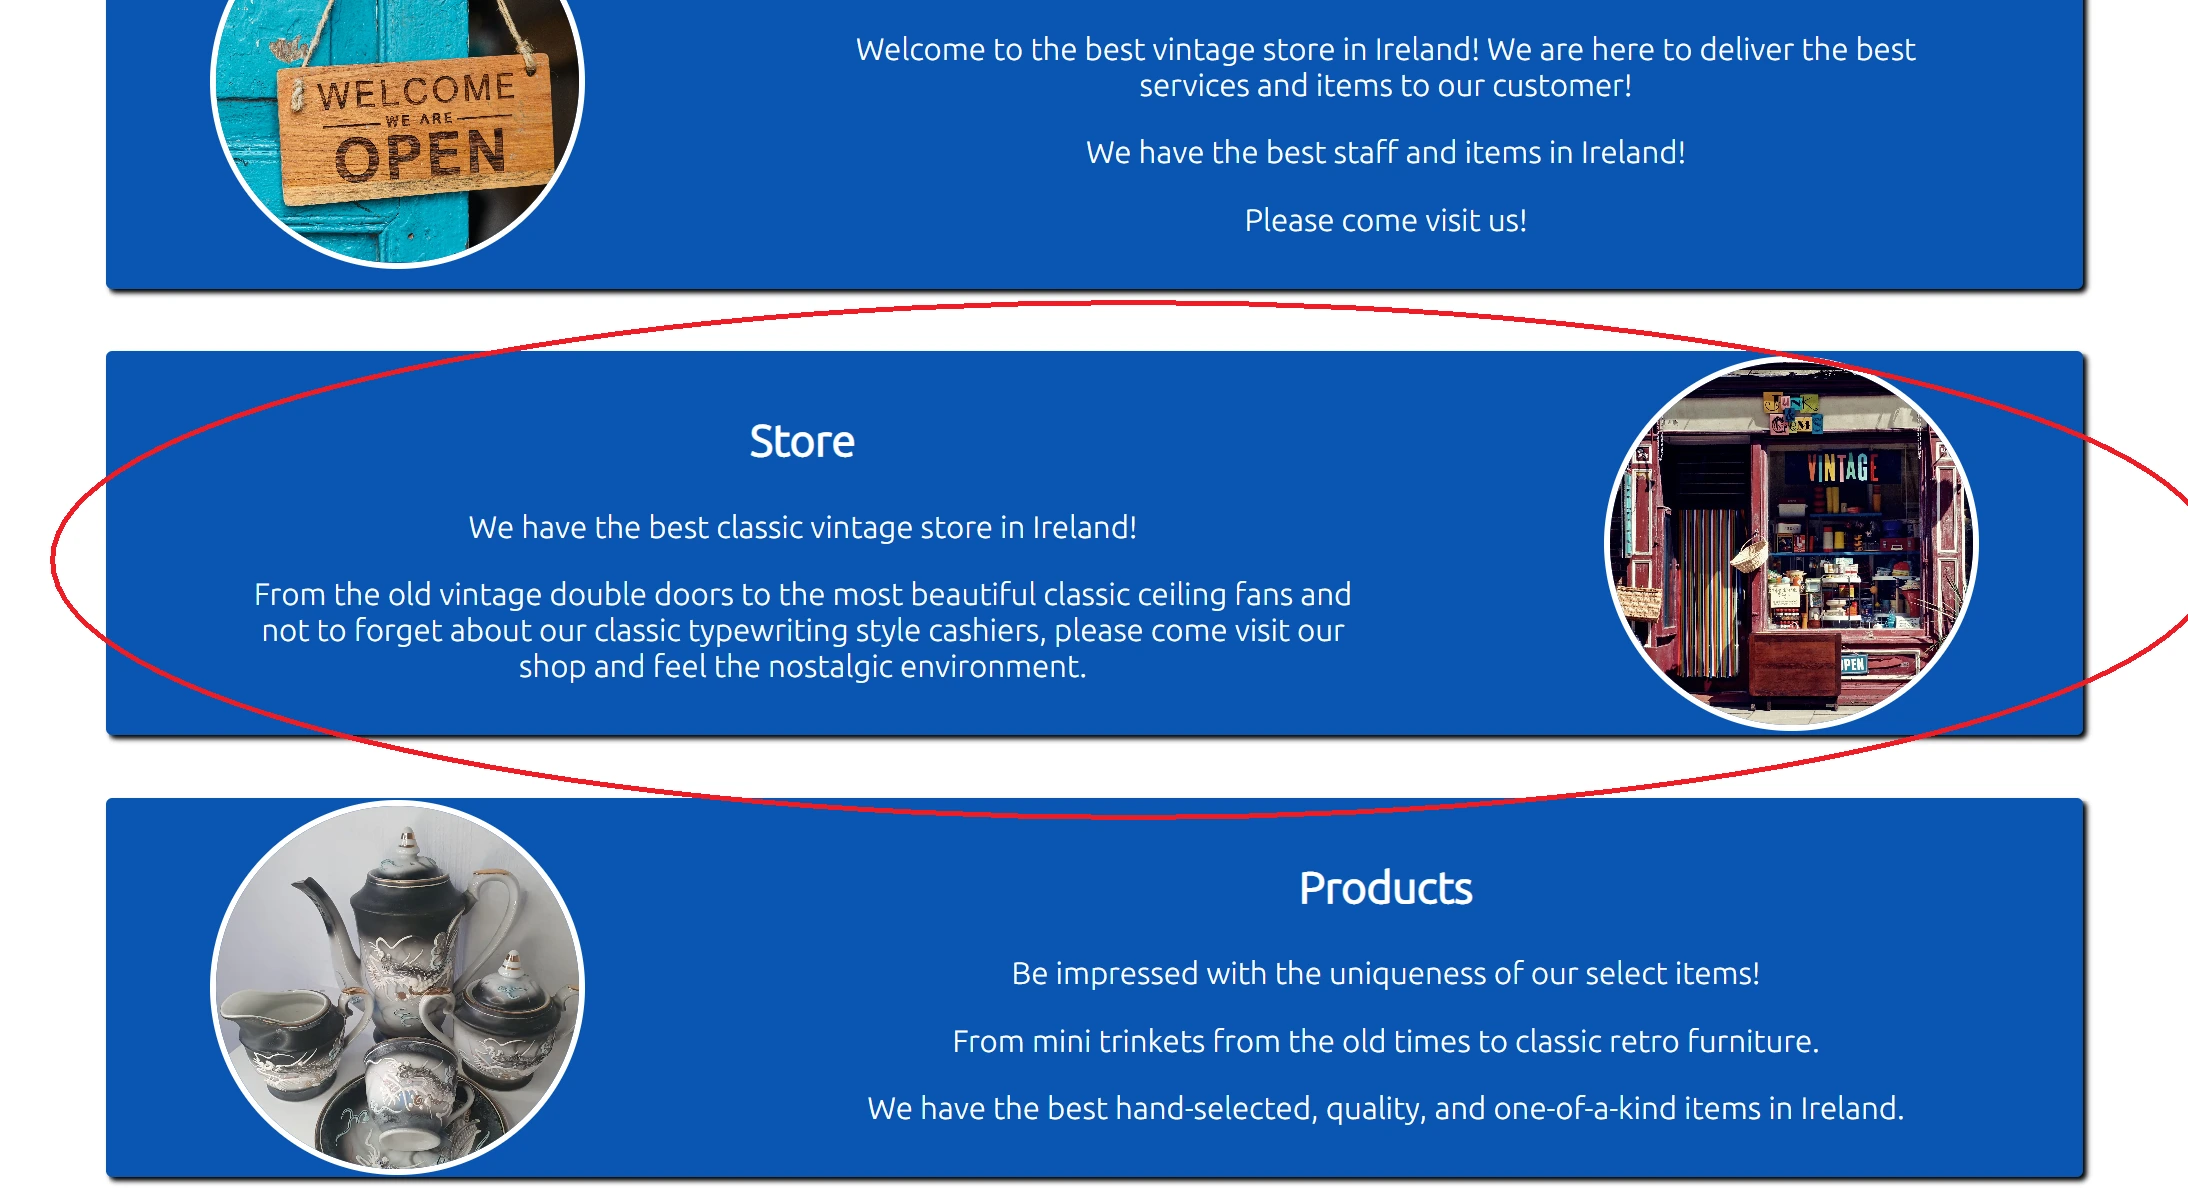 WELCOME
WE ARE
OPEN
Welcome to the best vintage store in Ireland! We are here to deliver the best
services and items to our customer!
We have the best staff and items in Ireland!
Please come visit us!
Store
We have the best classic vintage store in Ireland!
From the old vintage double doors to the most beautiful classic ceiling fans and
not to forget about our classic typewriting style cashiers, please come visit our
shop and feel the nostalgic environment.
JUNK
&
GEMS
VINTAGE
OPEN
Products
Be impressed with the uniqueness of our select items!
From mini trinkets from the old times to classic retro furniture.
We have the best hand-selected, quality, and one-of-a-kind items in Ireland.